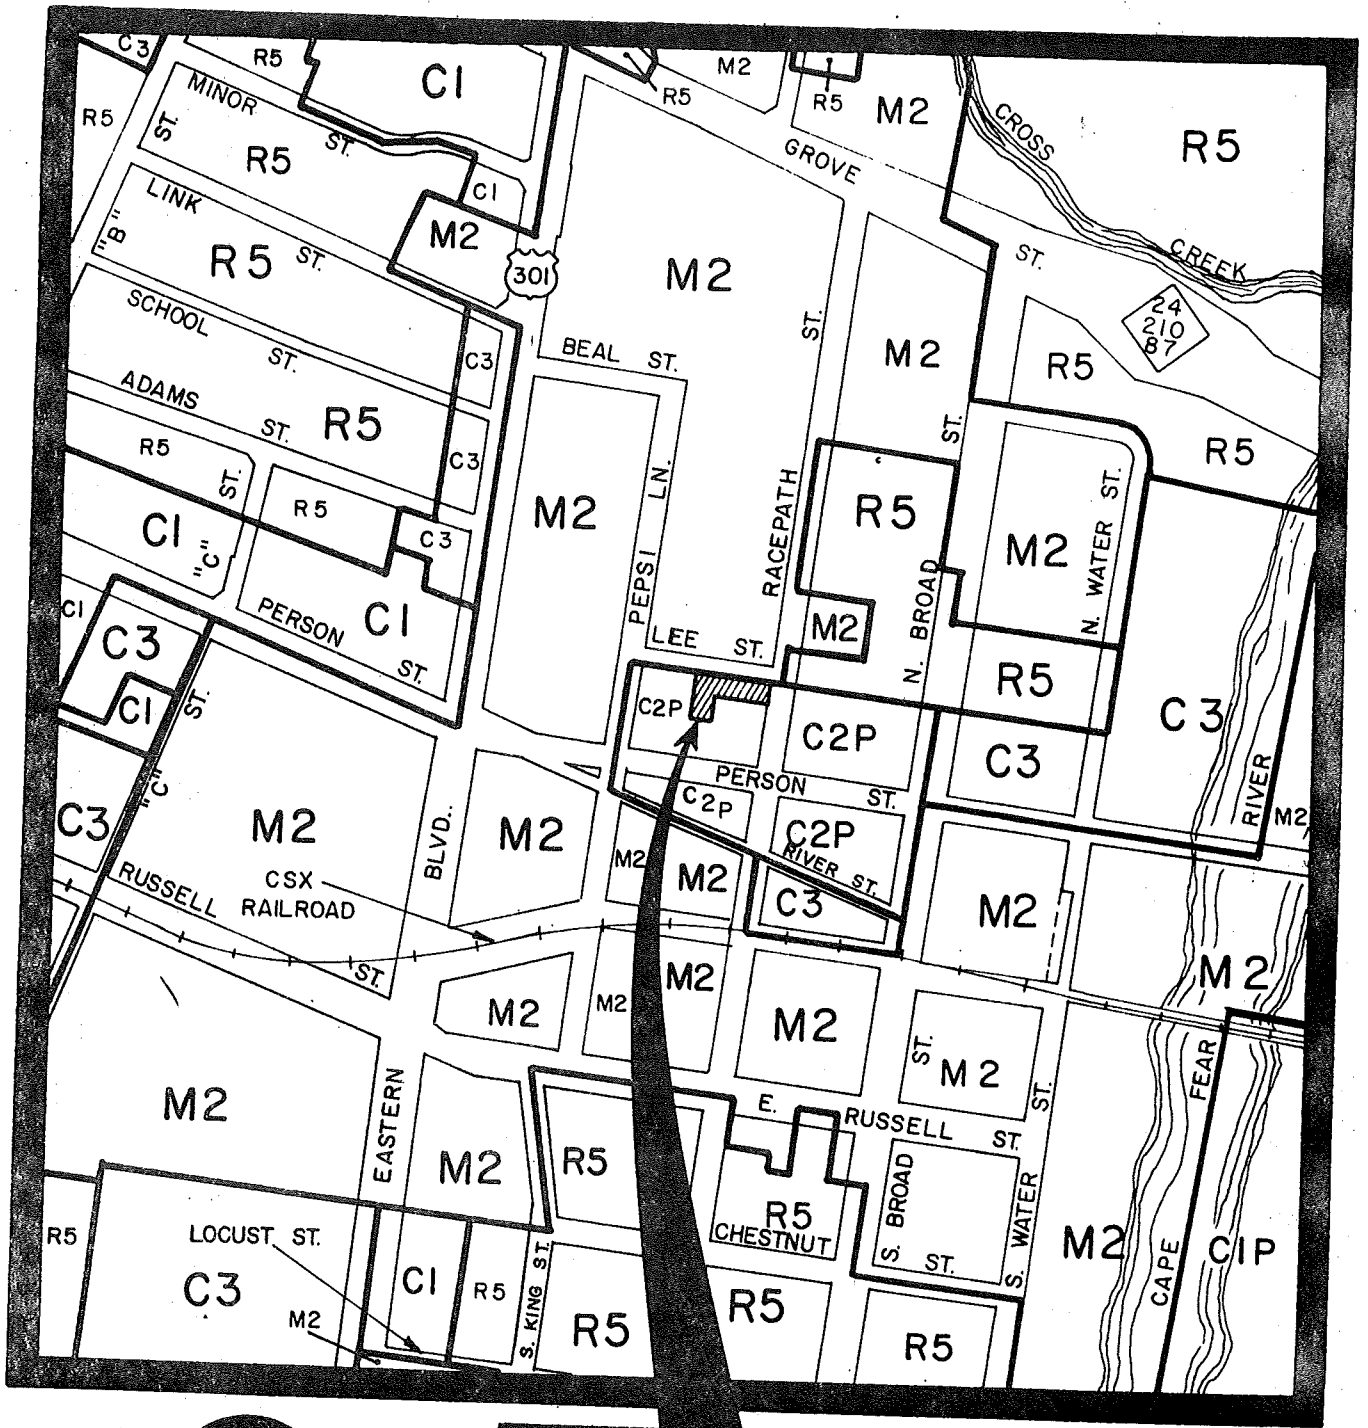 C3
R5
C1
M2
R5
R5
M2
R5
CROSS
R5
MINOR ST.
R5
ST.
R5
GROVE ST.
CREEK
C1
LINK ST.
M2
"B"
R5
301
M2
24
210
87
SCHOOL ST.
BEAL ST.
ST.
M2
R5
C3
ADAMS ST.
R5
R5
C3
ST.
R5
R5
C1
"C"
R5
C3
M2
PEPSI LN.
RACEPATH
R5
M2
N. WATER ST.
N. BROAD
ST.
C1
C3
C1
PERSON ST.
C1
LEE ST.
M2
R5
C3
ST.
C2P
C2P
C3
RIVER
M2
PERSON ST.
C2P
C2P
RIVER ST.
C3
"C"
M2
BLVD..
M2
M2
M2
C3
M2
RUSSELL ST.
CSX
RAILROAD
M2
M2
M2
M2
M2
ST.
M2
ST.
FEAR
M2
M2
EASTERN
E. RUSSELL ST.
M2
R5
R5
CHESTNUT ST.
S. BROAD
S. WATER
M2
CAPE
C1P
R5
LOCUST ST.
C3
M2
C1
R5
S. KING ST.
R5
R5
R5